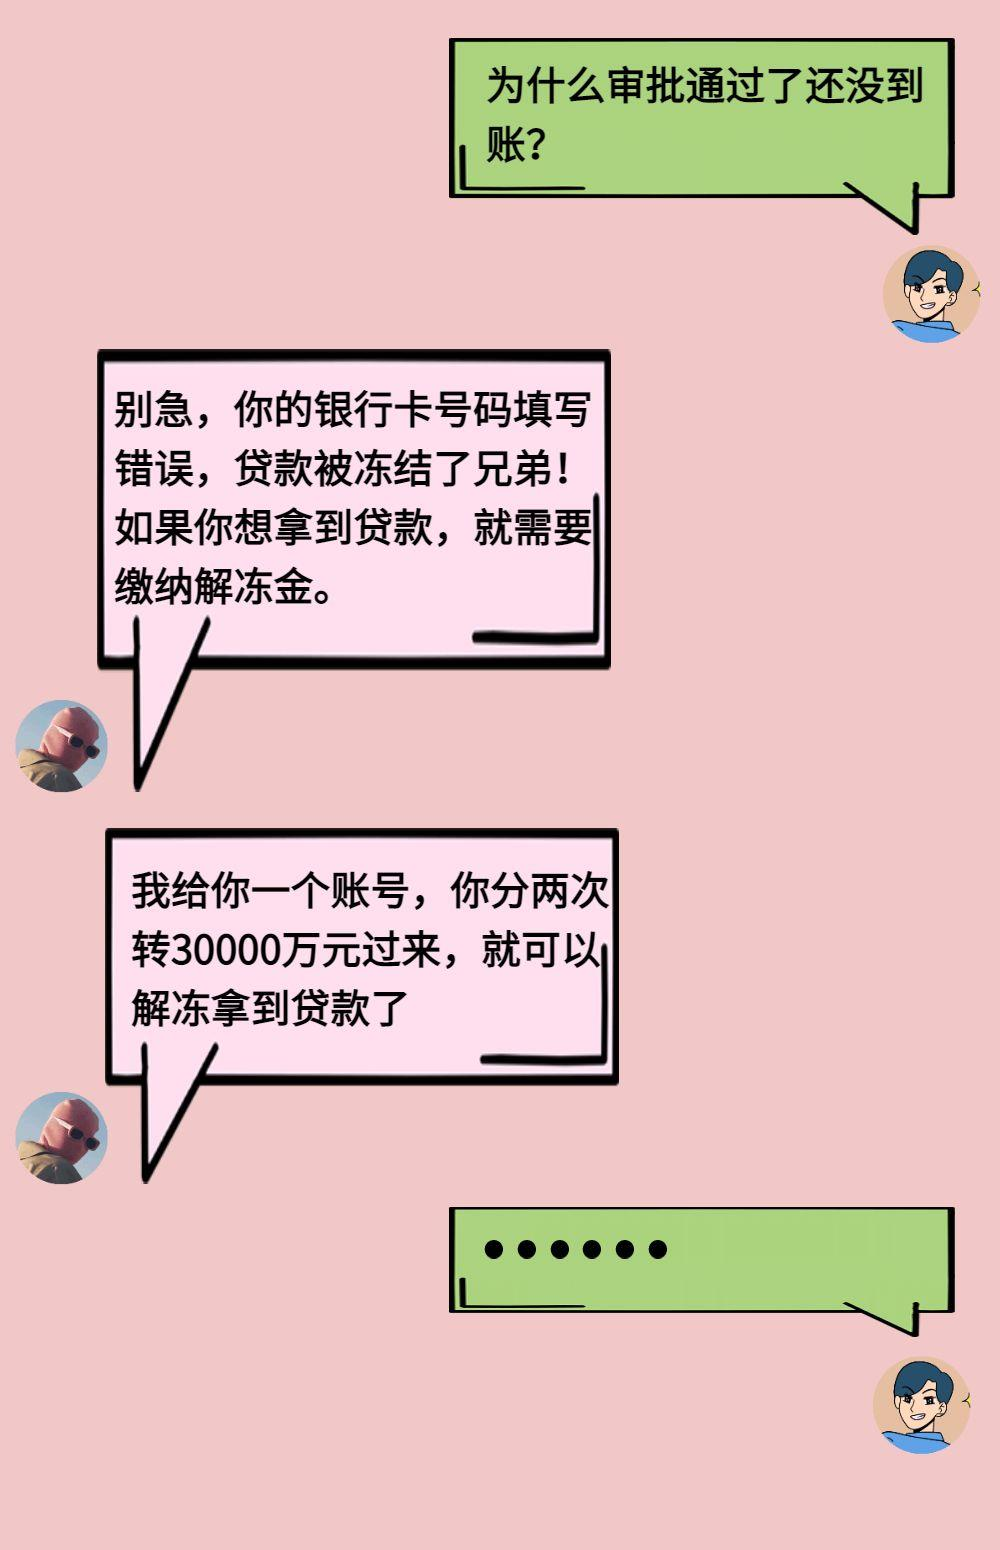 为什么审批通过了还没到
账？
别急，你的银行卡号码填写
错误，贷款被冻结了兄弟！
如果你想拿到贷款，就需要
缴纳解冻金。
我给你一个账号，你分两次
转30000万元过来，就可以
解冻拿到贷款了
●●●●●●